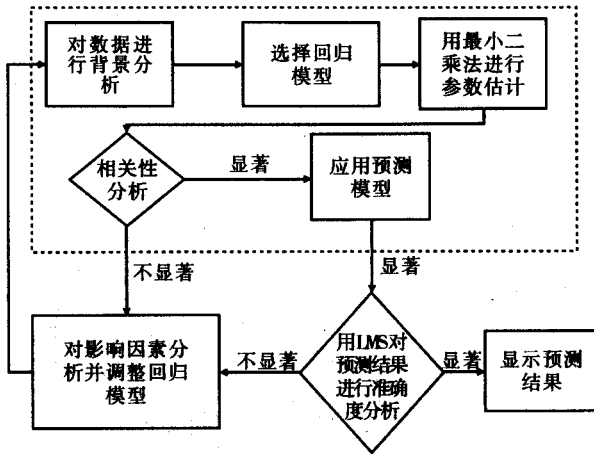 对数据进
行背景分
析
选择回归
模型
用最小二
乘法进行
参数估计
相关性
分析
显著
应用预测
模型
不显著
显著
对影响因素分
析并调整回归
模型
不显著
用LMS对
预测结果
进行准确
度分析
显著
显示预测
结果